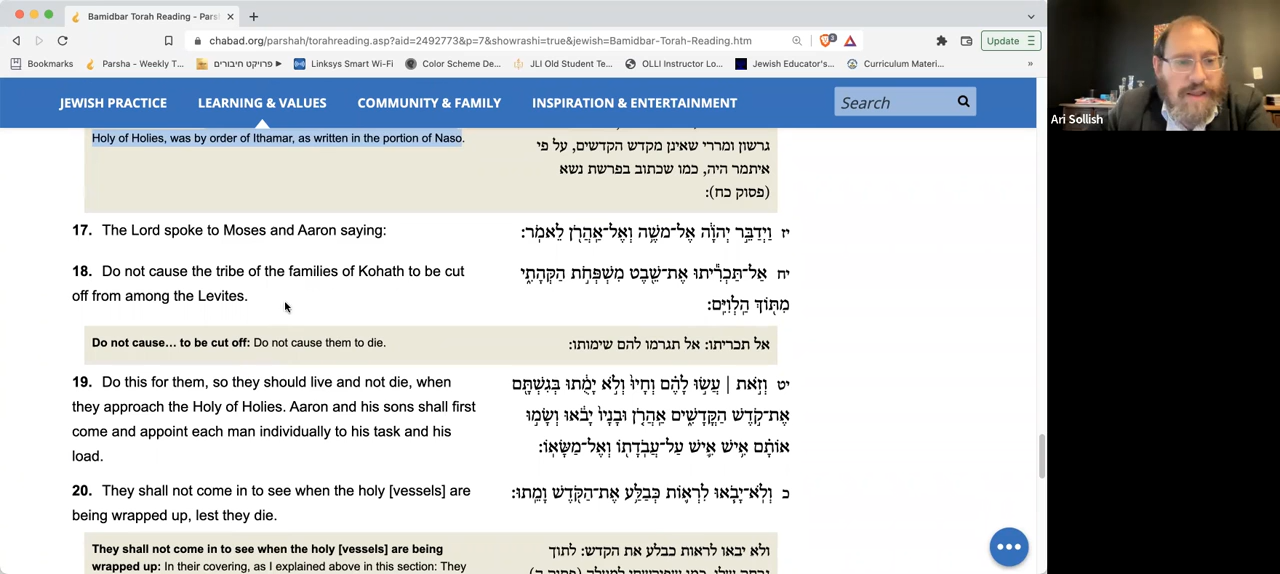 Bamidbar Torah Reading - Parsh
chabad.org/parshah/torahreading.asp?aid=2492773&p=7&showrashi=true&jewish=Bamidbar-Torah-Reading.htm
Update
Bookmarks
Parsha - Weekly T...
פרויקט חיבורים
Linksys Smart Wi-Fi
Color Scheme De...
JLI Old Student Te...
OLLI Instructor Lo...
Jewish Educator's...
Curriculum Materi...
»
JEWISH PRACTICE
LEARNING & VALUES
COMMUNITY & FAMILY
INSPIRATION & ENTERTAINMENT
Search
Ari Sollish
Holy of Holies, was by order of Ithamar, as written in the portion of Naso.
גרשון ומררי שאינן מקדש הקדשים, על פי
איתמר היה, כמו שכתוב בפרשת נשא
(פסוק כח):
17. The Lord spoke to Moses and Aaron saying:
יז וַיְדַבֵּ֣ר יְהֹוָ֔ה אֶל־משֶׁ֥ה וְאֶל־אַֽהֲרֹ֖ן לֵאמֹֽר:
18. Do not cause the tribe of the families of Kohath to be cut
off from among the Levites.
יח אַל־תַּכְרִ֕יתוּ אֶת־שֵׁ֖בֶט מִשְׁפְּחֹ֣ת הַקְּהָתִ֑י
מִתּ֖וֹךְ הַֽלְוִיִּֽם:
Do not cause… to be cut off: Do not cause them to die.
אל תכריתו: אל תגרמו להם שימותו:
19. Do this for them, so they should live and not die, when
they approach the Holy of Holies. Aaron and his sons shall first
come and appoint each man individually to his task and his
load.
יט וְזֹ֣את | עֲשׂ֣וּ לָהֶ֗ם וְחָיוּ֙ וְלֹ֣א יָמֻ֔תוּ בְּגִשְׁתָּ֖ם
אֶת־קֹ֣דֶשׁ הַקֳּדָשִׁ֑ים אַֽהֲרֹ֤ן וּבָנָיו֙ יָבֹ֔אוּ וְשָׂמ֣וּ
אוֹתָ֗ם אִ֥ישׁ אִ֛ישׁ עַל־עֲבֹֽדָת֖וֹ וְאֶל־מַשָּׂאֽוֹ:
20. They shall not come in to see when the holy [vessels] are
being wrapped up, lest they die.
כ וְלֹֽא־יָבֹ֧אוּ לִרְא֛וֹת כְּבַלַּ֥ע אֶת־הַקֹּ֖דֶשׁ וָמֵֽתוּ:
They shall not come in to see when the holy [vessels] are being
wrapped up: In their covering, as I explained above in this section: They
ולא יבאו לראות כבלע את הקדש: לתוך